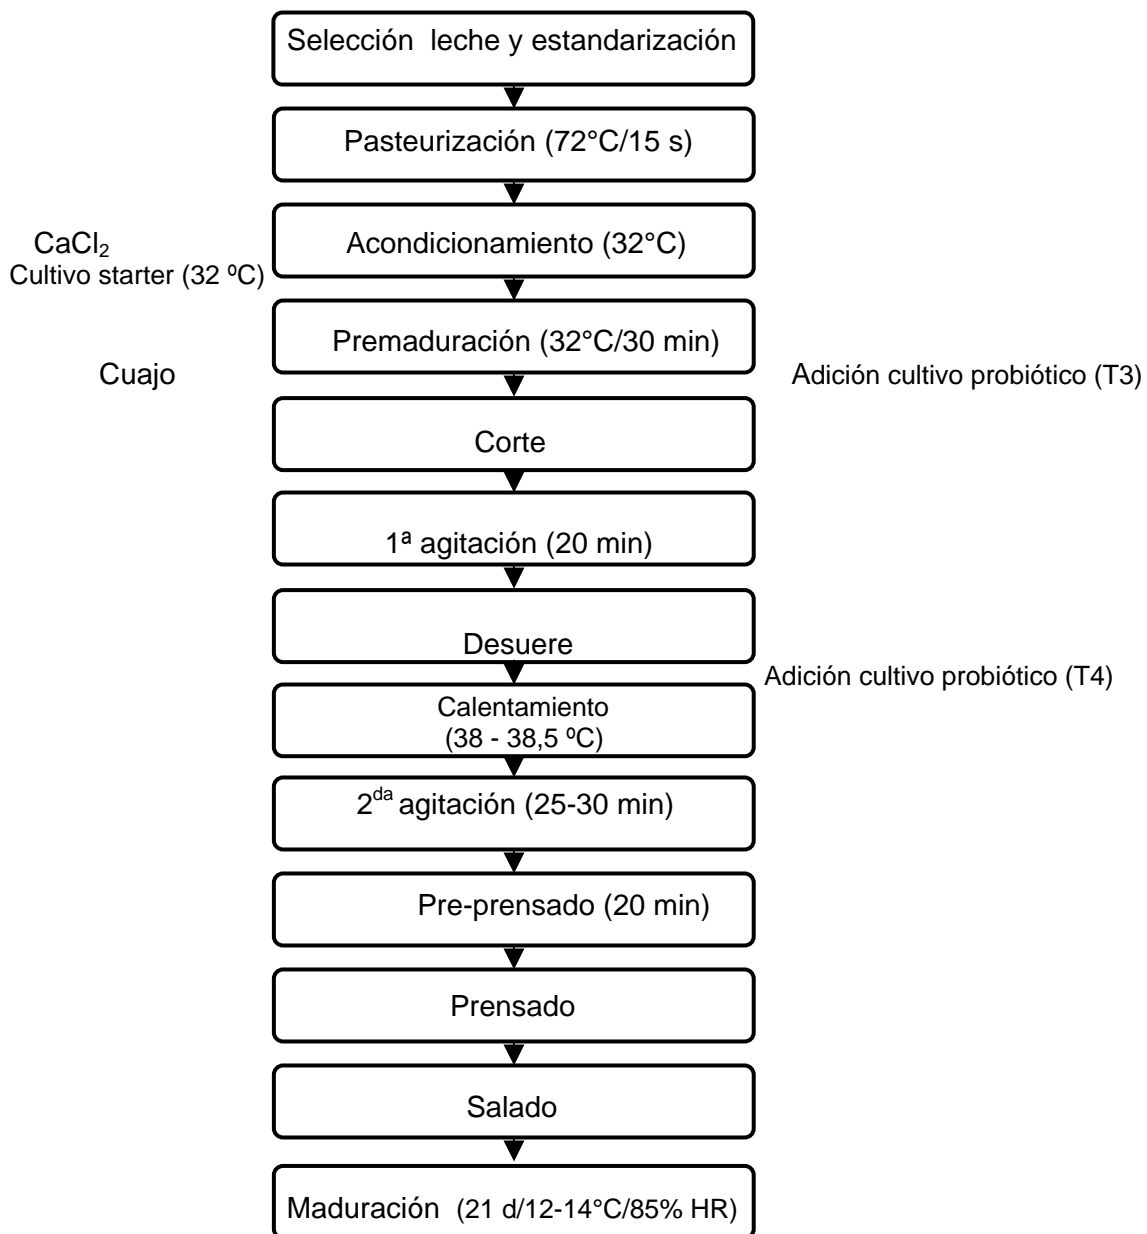 Selección leche y estandarización
Pasteurización (72°C/15 s)
Acondicionamiento (32°C)
CaCl₂
Cultivo starter (32 ºC)
Premaduración (32°C/30 min)
Cuajo
Adición cultivo probiótico (T3)
Corte
1ª agitación (20 min)
Desuere
Adición cultivo probiótico (T4)
Calentamiento
(38 - 38,5 ºC)
2ᵈᵃ agitación (25-30 min)
Pre-prensado (20 min)
Prensado
Salado
Maduración (21 d/12-14°C/85% HR)